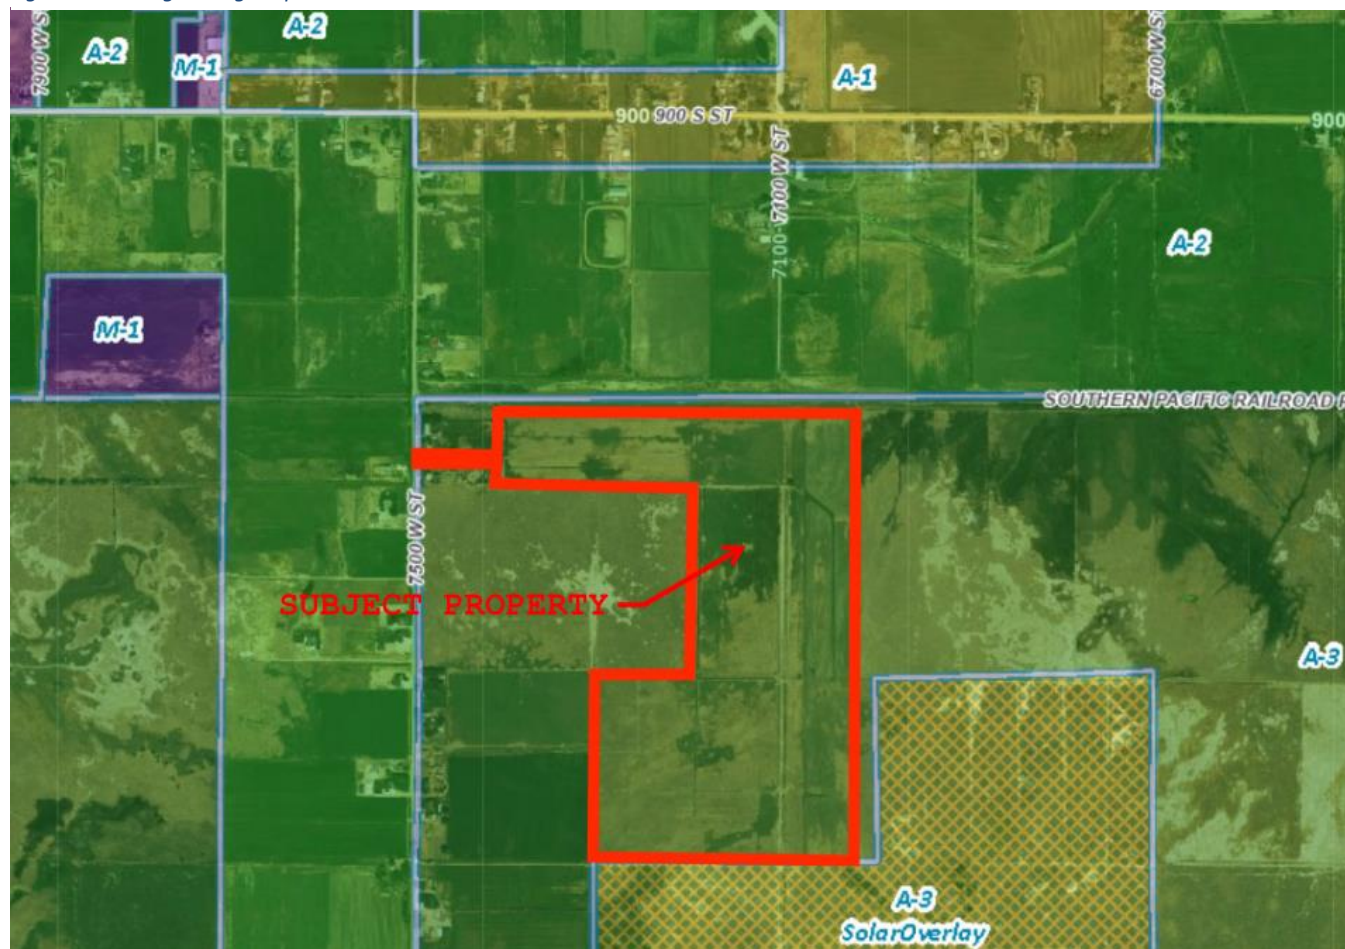 7900 W S
A-2
M-1
A-2
A-1
6700 W ST
900 900 S ST
900
7100 7100 W ST
A-2
M-1
SOUTHERN PACIFIC RAILROAD
7500 W ST
SUBJECT PROPERTY
A-3
A-3
SolarOverlay